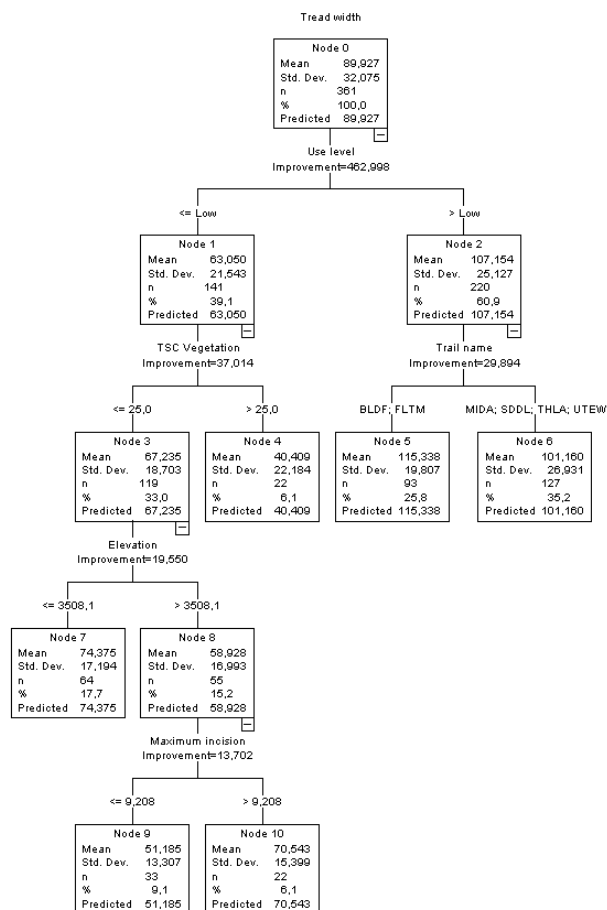 Tread width
Node 0
Mean 89,927
Std. Dev. 32,075
n 361
% 100,0
Predicted 89,927
Use level
Improvement=462,998
<= Low
> Low
Node 1
Mean 63,050
Std. Dev. 21,543
n 141
% 39,1
Predicted 63,050
Node 2
Mean 107,154
Std. Dev. 25,127
n 220
% 60,9
Predicted 107,154
TSC Vegetation
Improvement=37,014
Trail name
Improvement=29,894
<= 25,0
> 25,0
BLDF; FLTM
MIDA; SDDL; THLA; UTEW
Node 3
Mean 67,235
Std. Dev. 18,703
n 119
% 33,0
Predicted 67,235
Node 4
Mean 40,409
Std. Dev. 22,184
n 22
% 6,1
Predicted 40,409
Node 5
Mean 115,338
Std. Dev. 19,807
n 93
% 25,8
Predicted 115,338
Node 6
Mean 101,160
Std. Dev. 26,931
n 127
% 35,2
Predicted 101,160
Elevation
Improvement=19,550
<= 3508,1
> 3508,1
Node 7
Mean 74,375
Std. Dev. 17,194
n 64
% 17,7
Predicted 74,375
Node 8
Mean 58,928
Std. Dev. 16,993
n 55
% 15,2
Predicted 58,928
Maximum incision
Improvement=13,702
<= 9,208
> 9,208
Node 9
Mean 51,185
Std. Dev. 13,307
n 33
% 9,1
Predicted 51,185
Node 10
Mean 70,543
Std. Dev. 15,399
n 22
% 6,1
Predicted 70,543